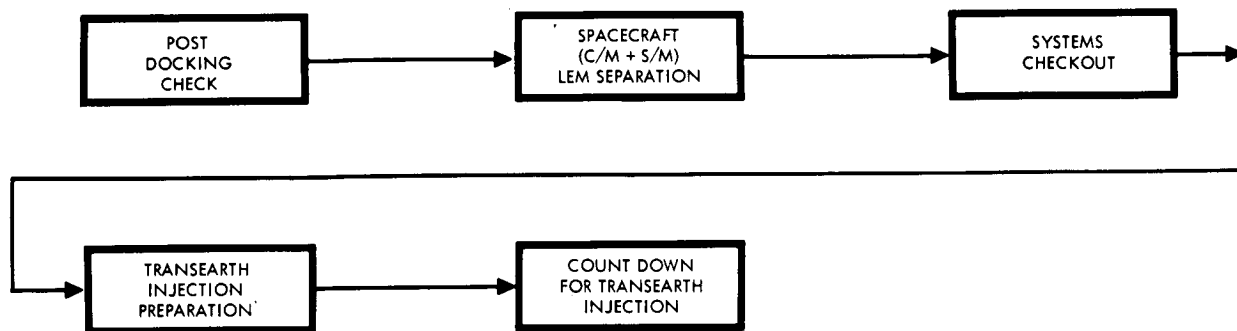 POST
DOCKING
CHECK
SPACECRAFT
(C/M + S/M)
LEM SEPARATION
SYSTEMS
CHECKOUT
TRANSEARTH
INJECTION
PREPARATION
COUNT DOWN
FOR TRANSEARTH
INJECTION